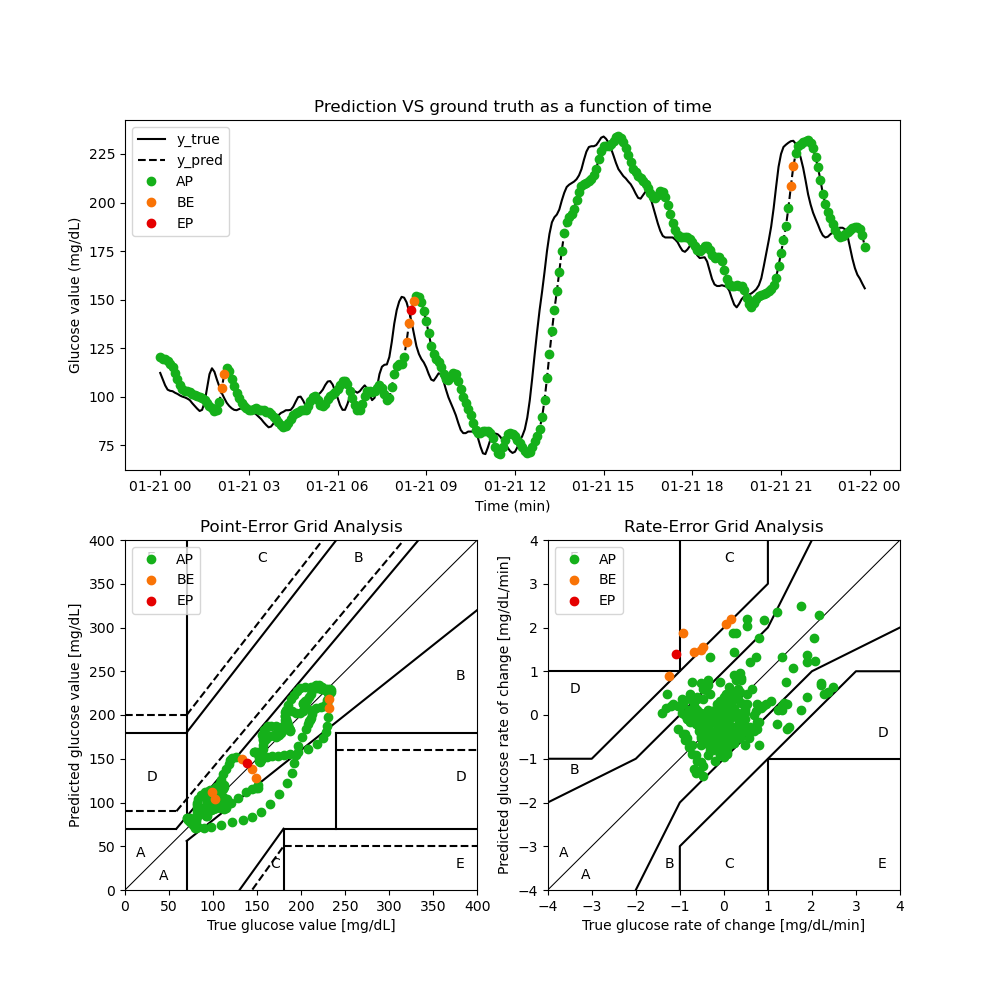 Prediction VS ground truth as a function of time
Glucose value (mg/dL)
225
200
175
150
125
100
75
y_true
y_pred
AP
BE
EP
01-21 00 01-21 03 01-21 06 01-21 09 01-21 12 01-21 15 01-21 18 01-21 21 01-22 00
Time (min)
Point-Error Grid Analysis
Predicted glucose value [mg/dL]
400
350
300
250
200
150
100
50
0
AP
BE
EP
C B
B
D D
A
A
C
E
0 50 100 150 200 250 300 350 400
True glucose value [mg/dL]
Rate-Error Grid Analysis
Predicted glucose rate of change [mg/dL/min]
4
3
2
1
0
−1
−2
−3
−4
AP
BE
EP
C
D
D
B
A
A
B C E
−4 −3 −2 −1 0 1 2 3 4
True glucose rate of change [mg/dL/min]